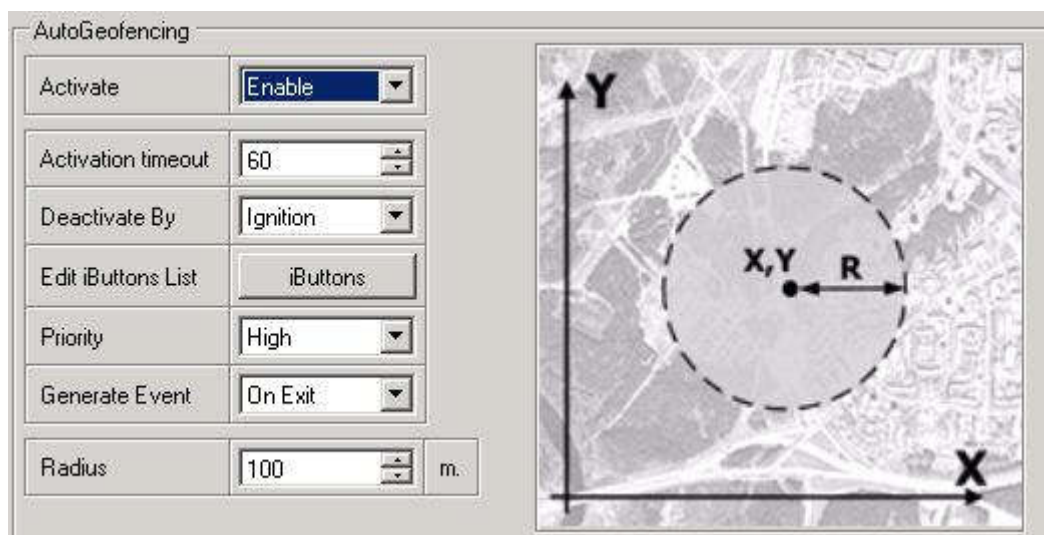 AutoGeofencing
Activate Enable
Activation timeout 60
Deactivate By Ignition
Edit iButtons List iButtons
Priority High
Generate Event On Exit
Radius 100 m.
Y
X,Y R
X